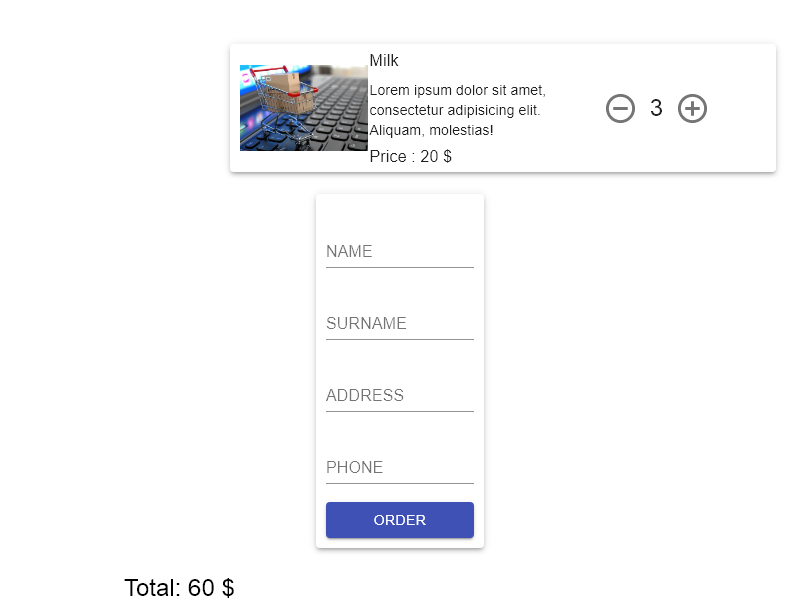 Milk
Lorem ipsum dolor sit amet,
consectetur adipisicing elit.
Aliquam, molestias!
Price : 20 $
3
NAME
SURNAME
ADDRESS
PHONE
ORDER
Total: 60 $